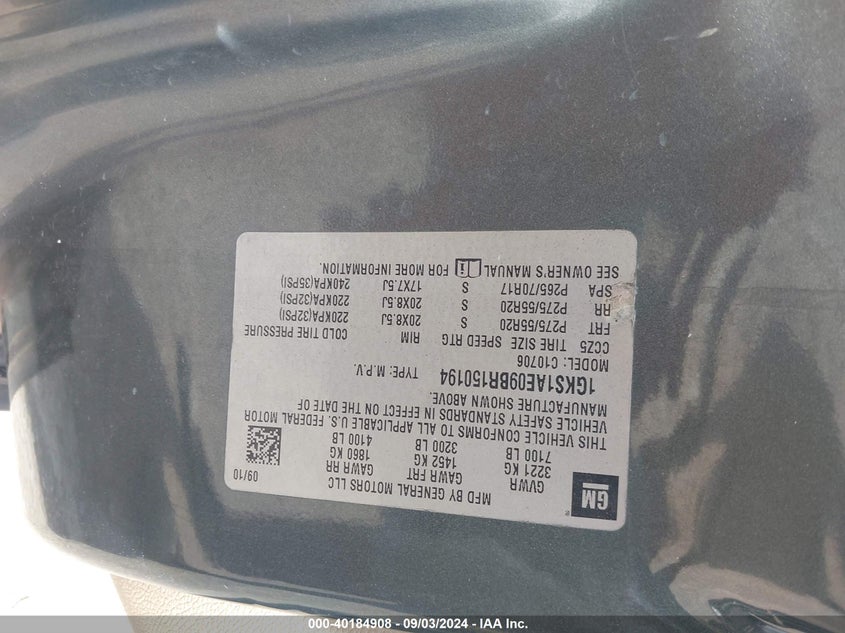 GM
®
MFD BY GENERAL MOTORS LLC 09/10
GVWR GAWR FRT GAWR RR
3221 KG 1452 KG 1860 KG
7100 LB 3200 LB 4100 LB
THIS VEHICLE CONFORMS TO ALL APPLICABLE U.S. FEDERAL MOTOR
VEHICLE SAFETY STANDARDS IN EFFECT ON THE DATE OF
MANUFACTURE SHOWN ABOVE.
1GKS1AE09BR150194 TYPE: M.P.V.
MODEL: C10706
CCZ5 TIRE SIZE SPEED RTG RIM COLD TIRE PRESSURE
FRT P275/55R20 S 20X8.5J 220KPA(32PSI)
RR P275/55R20 S 20X8.5J 220KPA(32PSI)
SPA P265/70R17 S 17X7.5J 240KPA(35PSI)
SEE OWNER'S MANUAL FOR MORE INFORMATION.
000-40184908 - 09/03/2024 - IAA Inc.